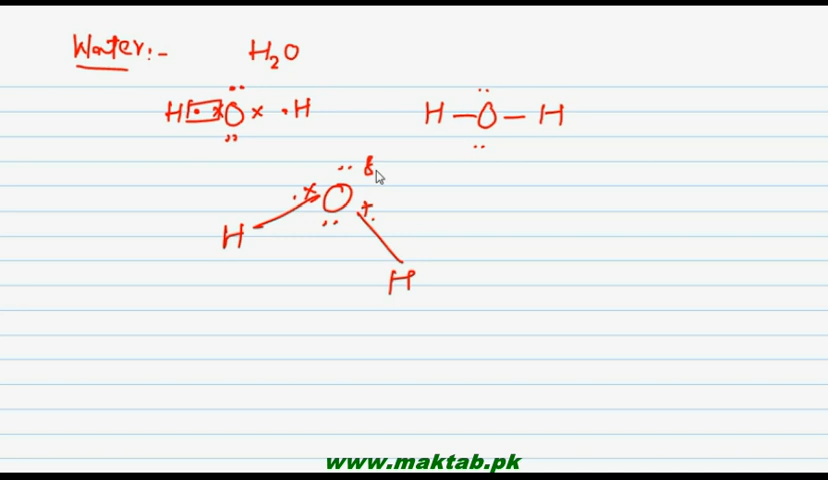 Water:- H₂O
H · x O x · H H – O – H
δ
· x O
x ·
H
H
www.maktab.pk